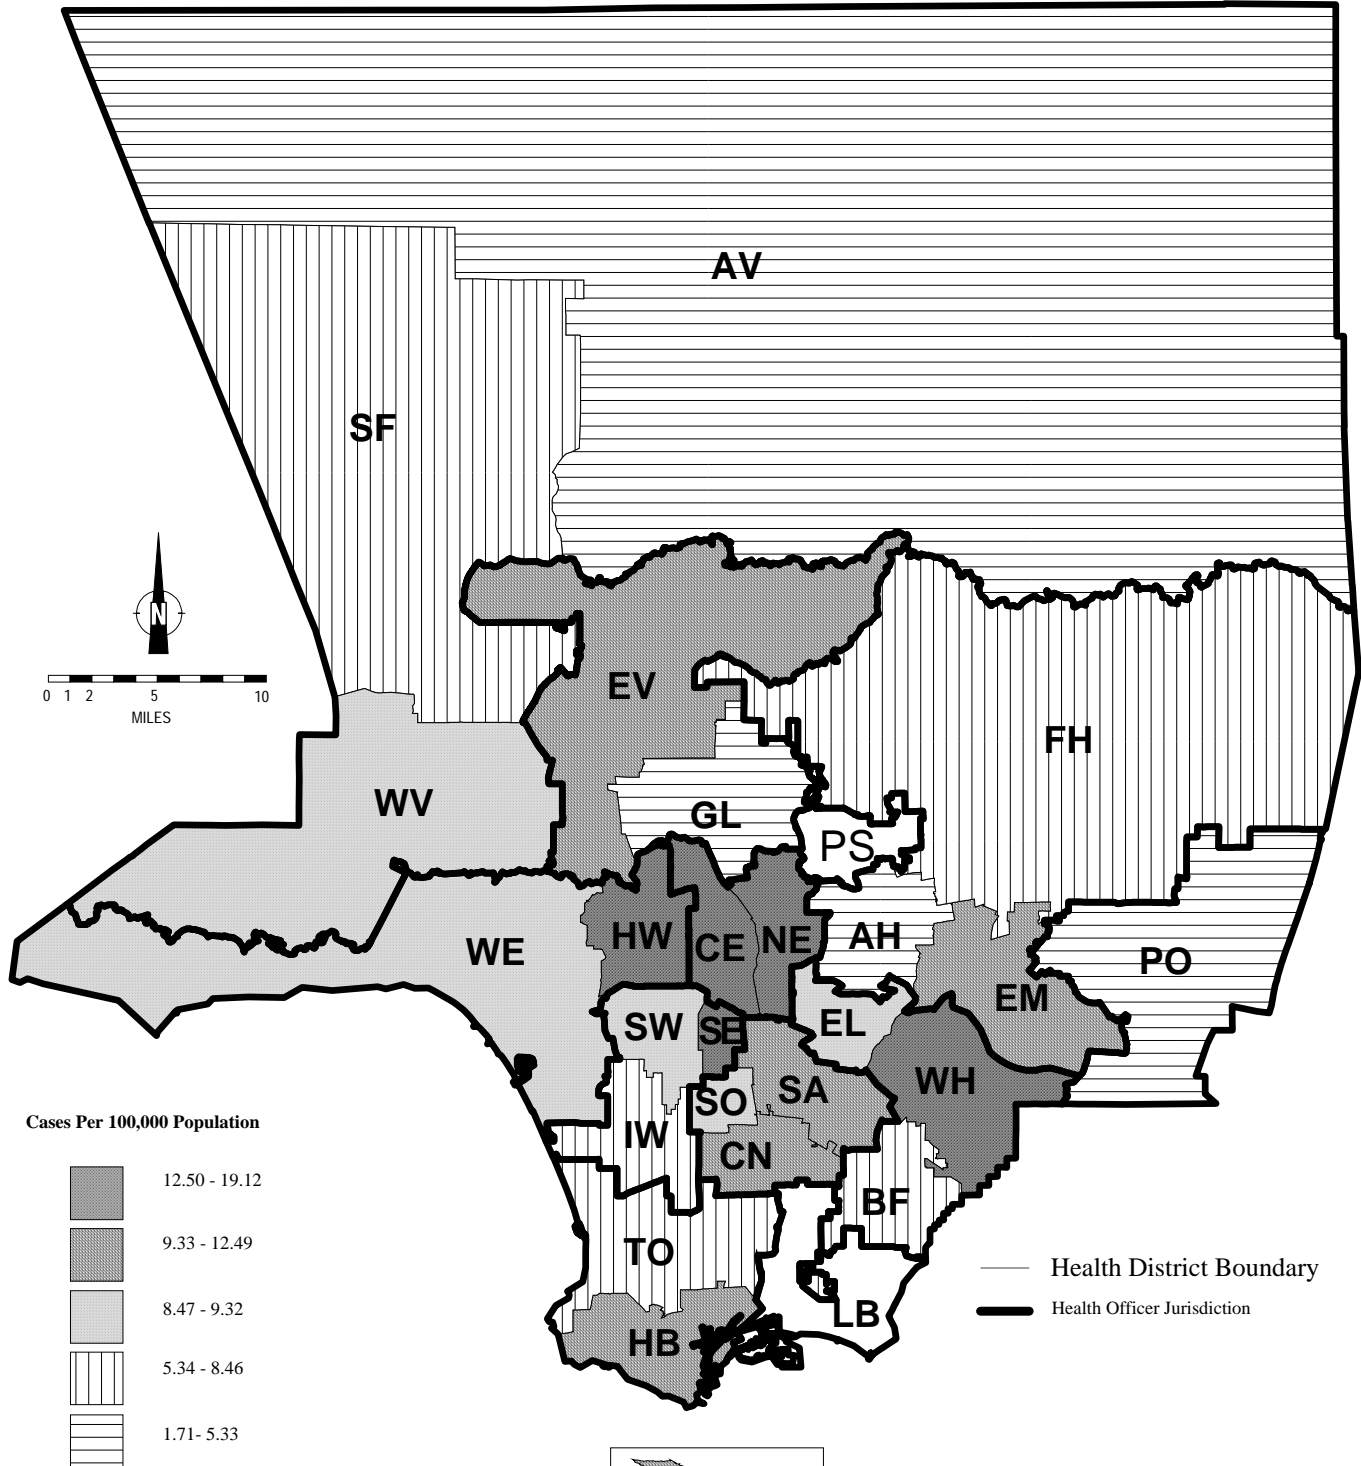 AV
SF
N
0 1 2 5 10
MILES
EV
FH
WV
GL
PS
HW
CE
NE
AH
WE
PO
EM
SW
SE
EL
WH
SA
SO
IW
CN
BF
TO
LB
HB
Cases Per 100,000 Population
12.50 - 19.12
9.33 - 12.49
8.47 - 9.32
5.34 - 8.46
1.71- 5.33
Health District Boundary
Health Officer Jurisdiction